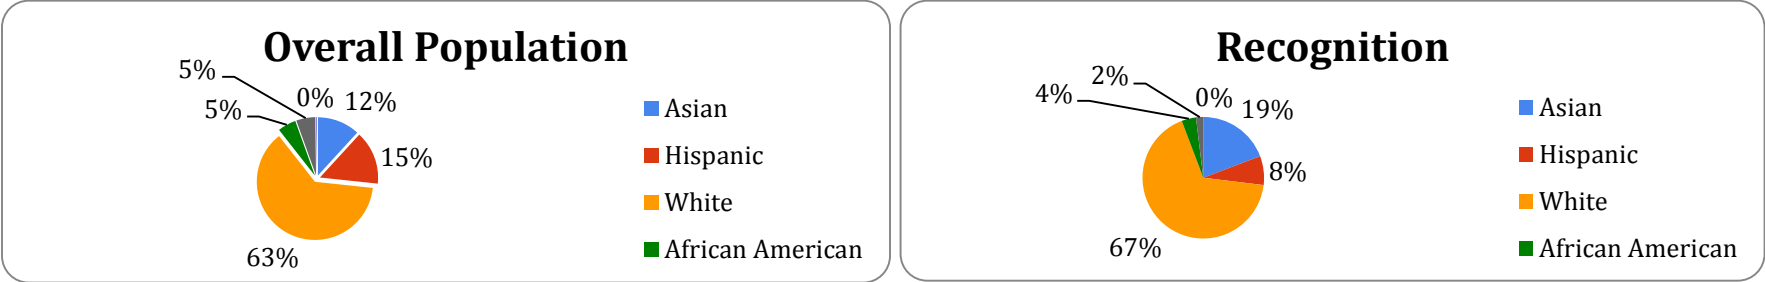 Overall Population
5%
5%
0%
12%
15%
63%
Asian
Hispanic
White
African American
Recognition
2%
4%
0%
19%
8%
67%
Asian
Hispanic
White
African American